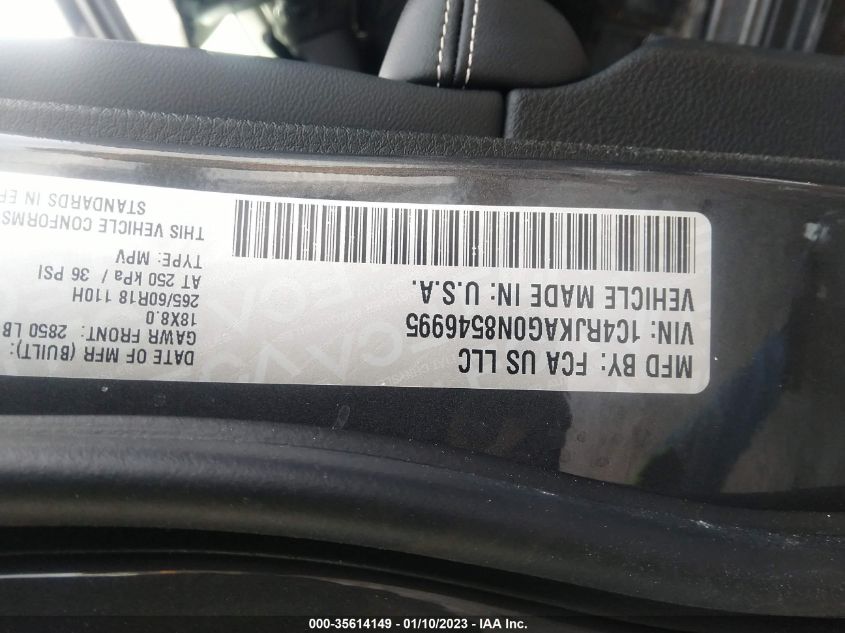 MFD BY: FCA US LLC
VIN: 1C4RJKAG0N8546995
VEHICLE MADE IN: U.S.A.
DATE OF MFR (BUILT):
GAWR FRONT: 2850 LB
18X8.0
265/60R18 110H
AT 250 kPa / 36 PSI
TYPE: MPV
THIS VEHICLE CONFORMS
STANDARDS IN
000-35614149 - 01/10/2023 - IAA Inc.